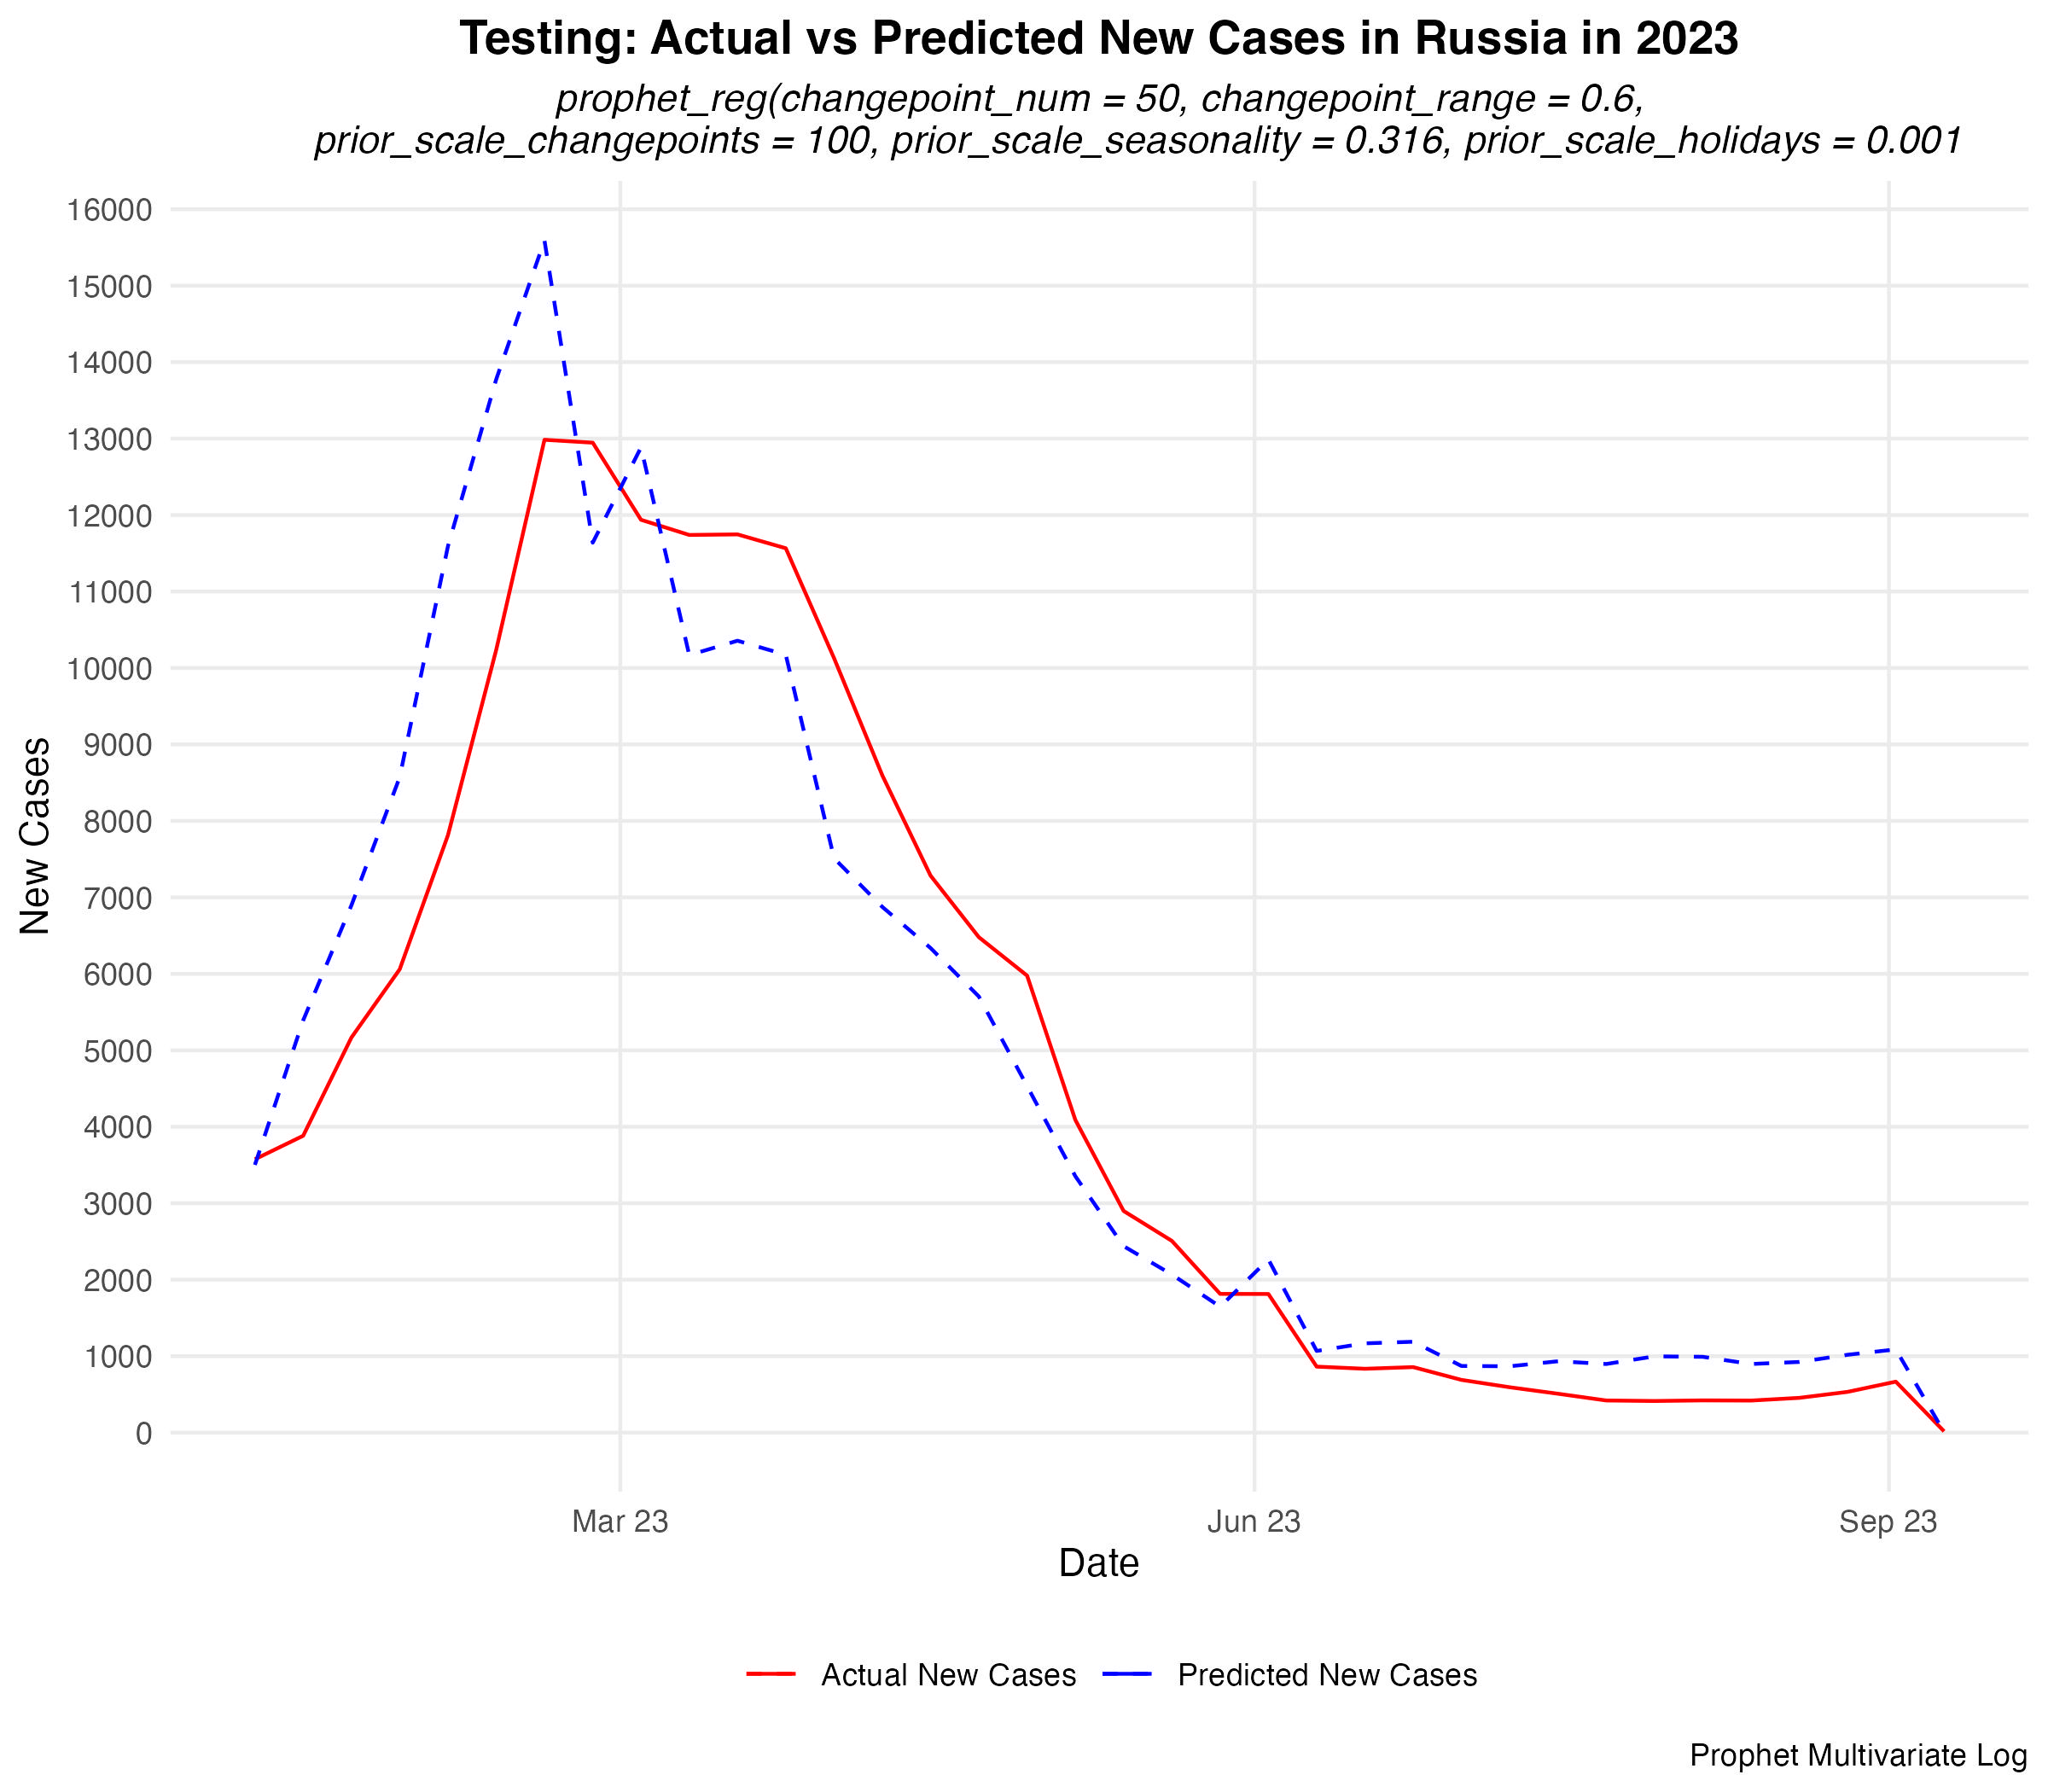 Testing: Actual vs Predicted New Cases in Russia in 2023
prophet_reg(changepoint_num = 50, changepoint_range = 0.6,
prior_scale_changepoints = 100, prior_scale_seasonality = 0.316, prior_scale_holidays = 0.001
16000
15000
14000
13000
12000
11000
10000
9000
8000
7000
6000
5000
4000
3000
2000
1000
0
New Cases
Mar 23 Jun 23 Sep 23
Date
Actual New Cases Predicted New Cases
Prophet Multivariate Log